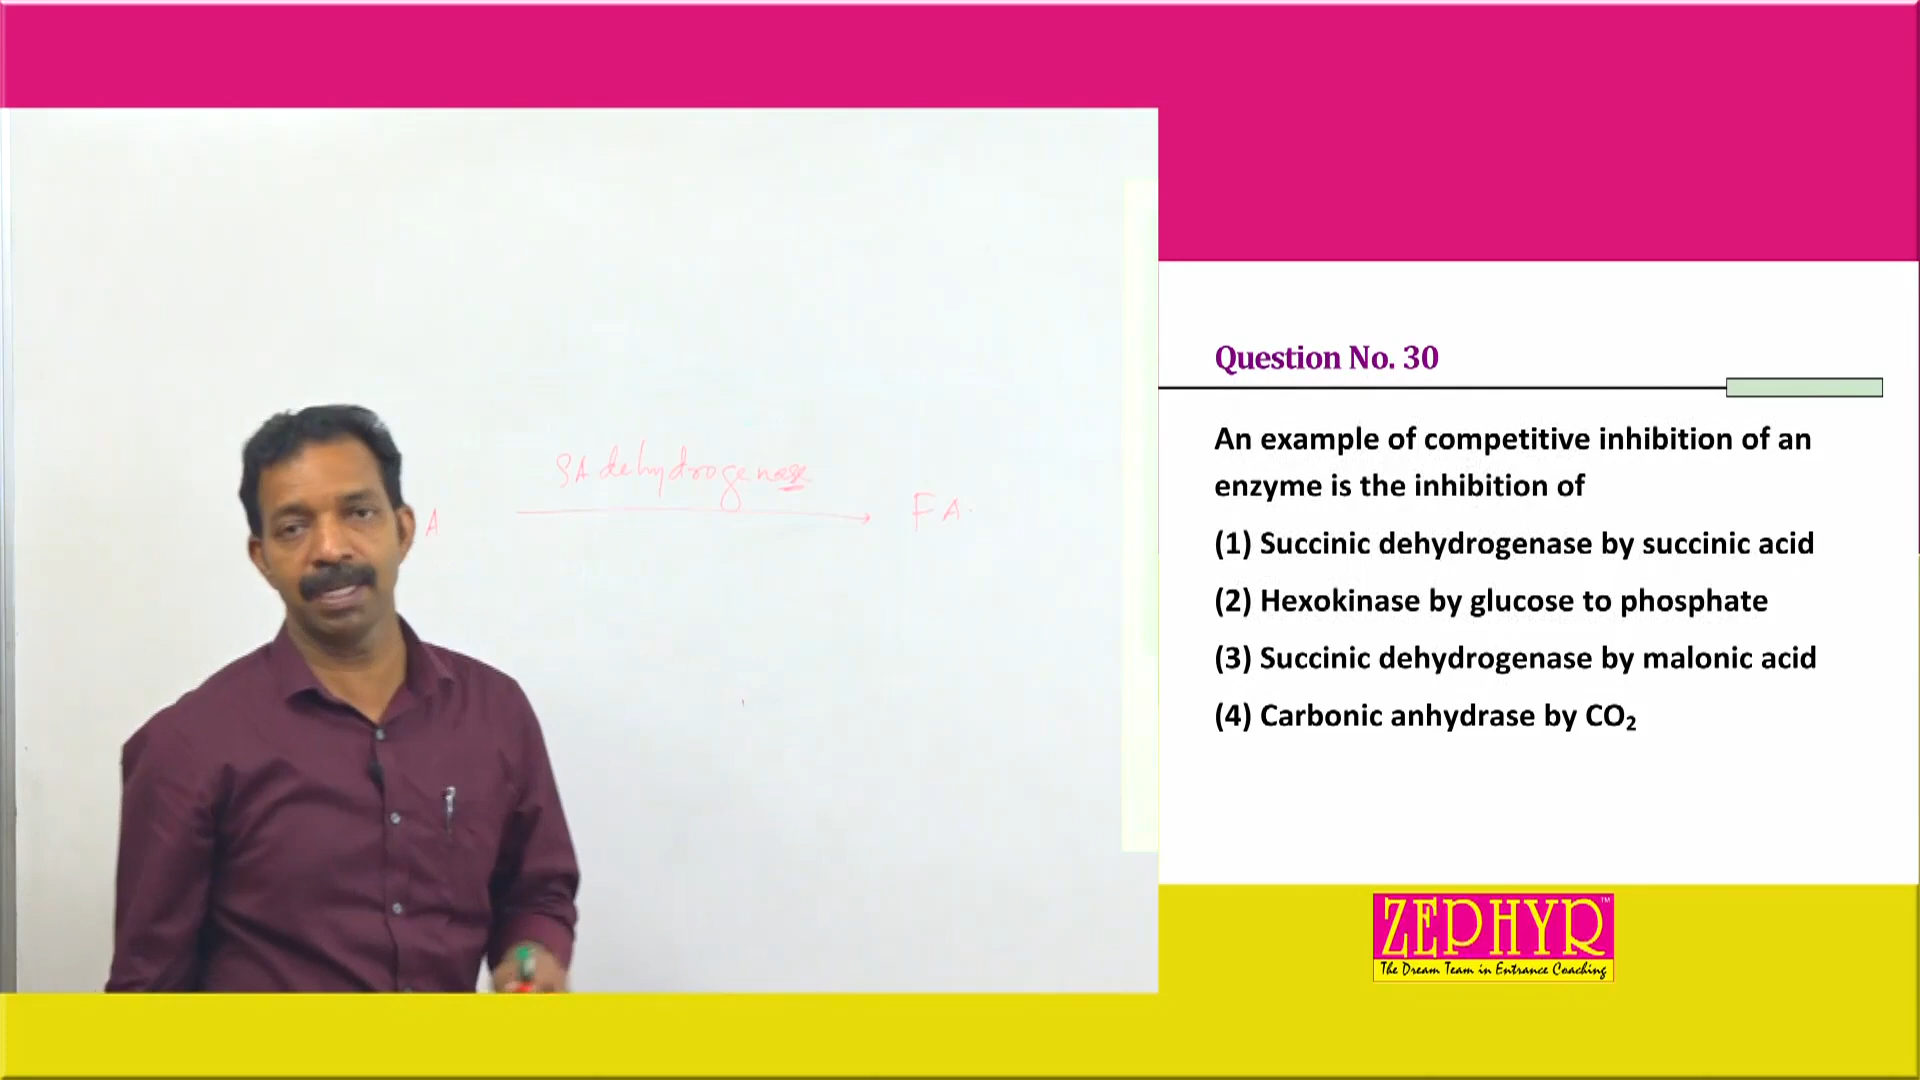 SA dehydrogenase
A
FA.
Question No. 30
An example of competitive inhibition of an
enzyme is the inhibition of
(1) Succinic dehydrogenase by succinic acid
(2) Hexokinase by glucose to phosphate
(3) Succinic dehydrogenase by malonic acid
(4) Carbonic anhydrase by CO₂
ZEPHYR™
The Dream Team in Entrance Coaching